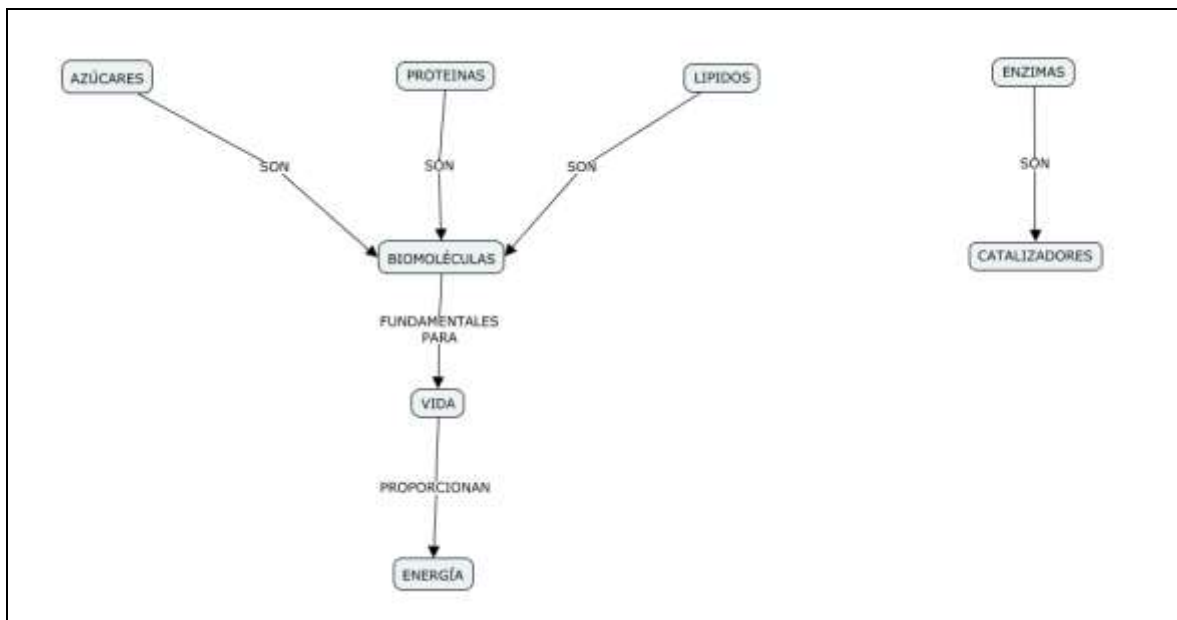 AZÚCARES
PROTEINAS
LIPIDOS
ENZIMAS
SON
SON
SON
SON
BIOMOLÉCULAS
CATALIZADORES
FUNDAMENTALES
PARA
VIDA
PROPORCIONAN
ENERGÍA